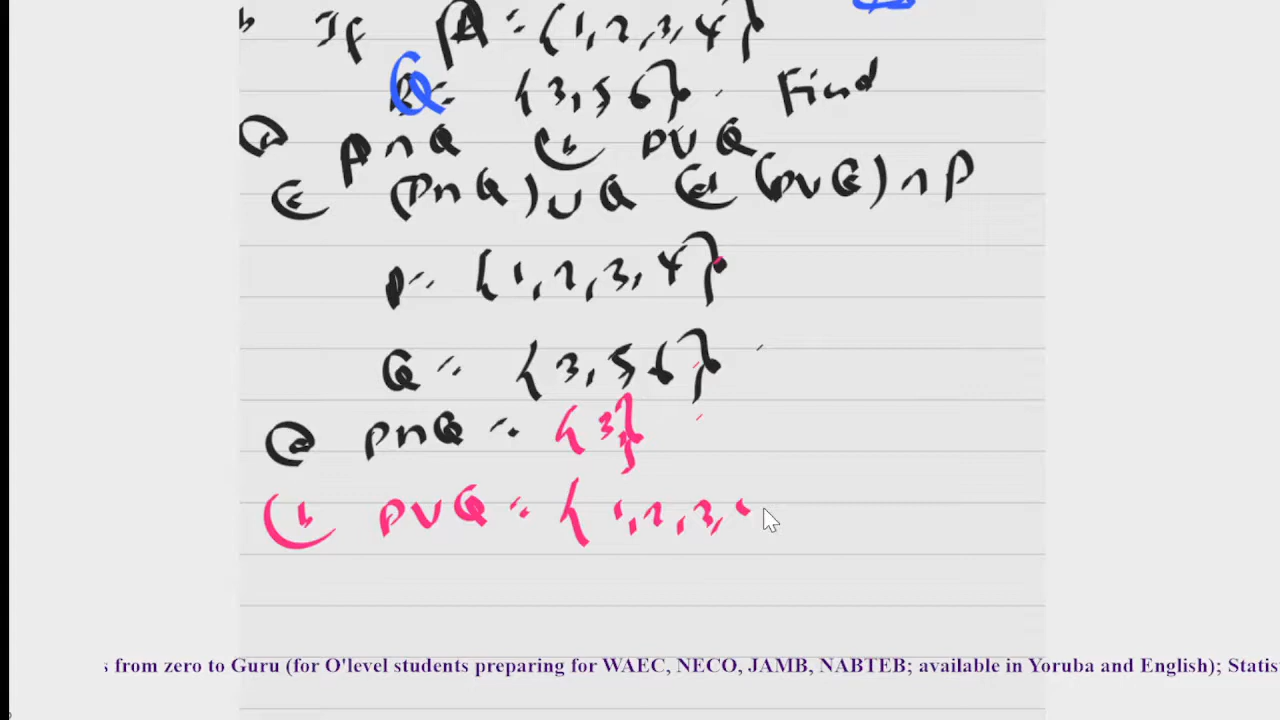 If P = {1, 2, 3, 4}
Q = {3, 5 6}. Find
(a) P∩Q (b) P∪Q
(c) (P∩Q)∪Q (d) (P∪Q)∩P
P = {1, 2, 3, 4}
Q = {3, 5 6}
(a) P∩Q = {3}
(b) P∪Q = {1, 2, 3,
s from zero to Guru (for O'level students preparing for WAEC, NECO, JAMB, NABTEB; available in Yoruba and English); Statis